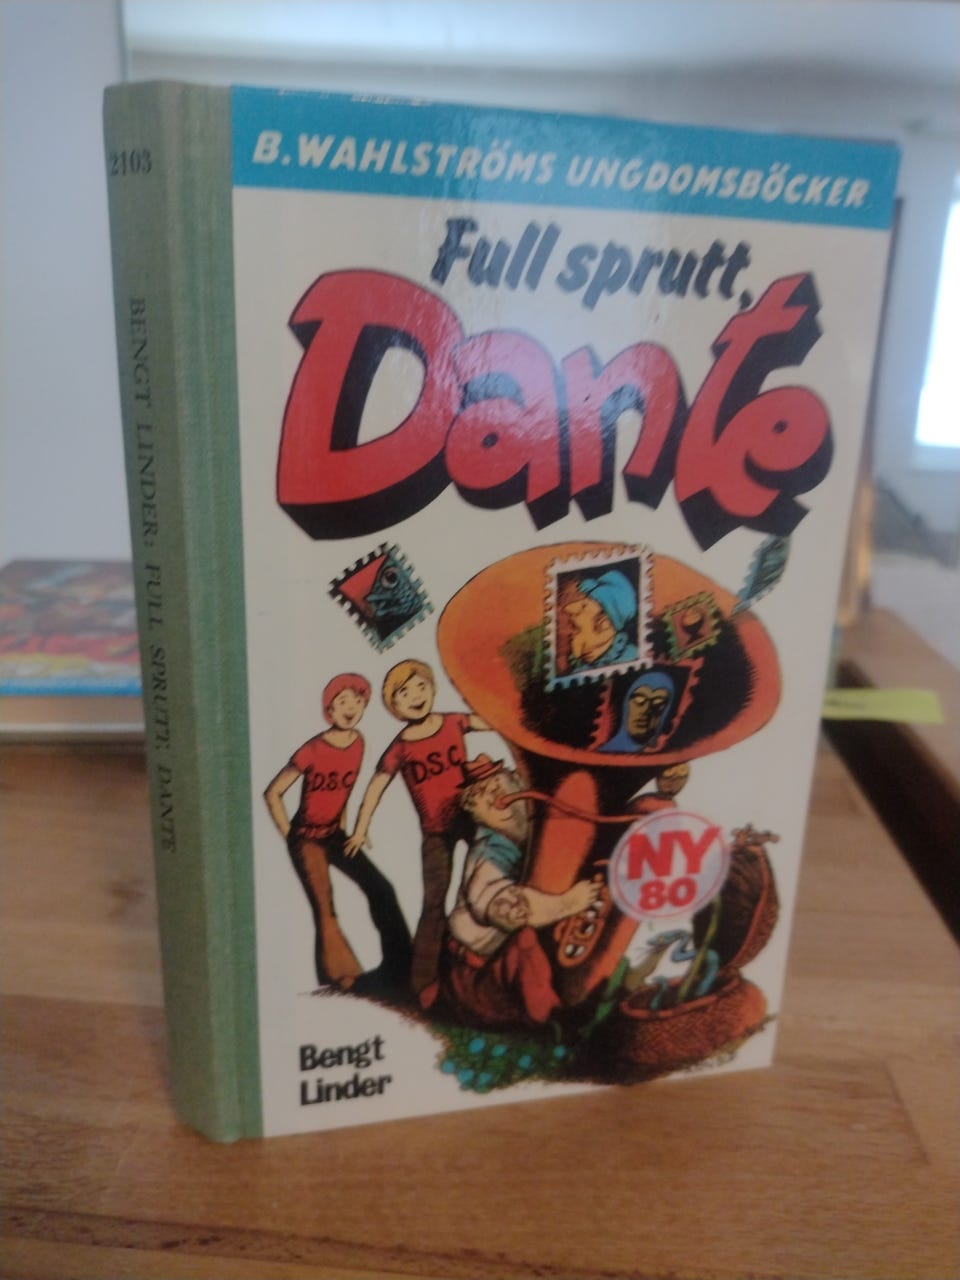 2103
BENGT LINDER: FULL SPRUTT, DANTE
B.WAHLSTRÖMS UNGDOMSBÖCKER
Full sprutt,
Dante
D.S.C
D.S.C
NY
80
Bengt
Linder